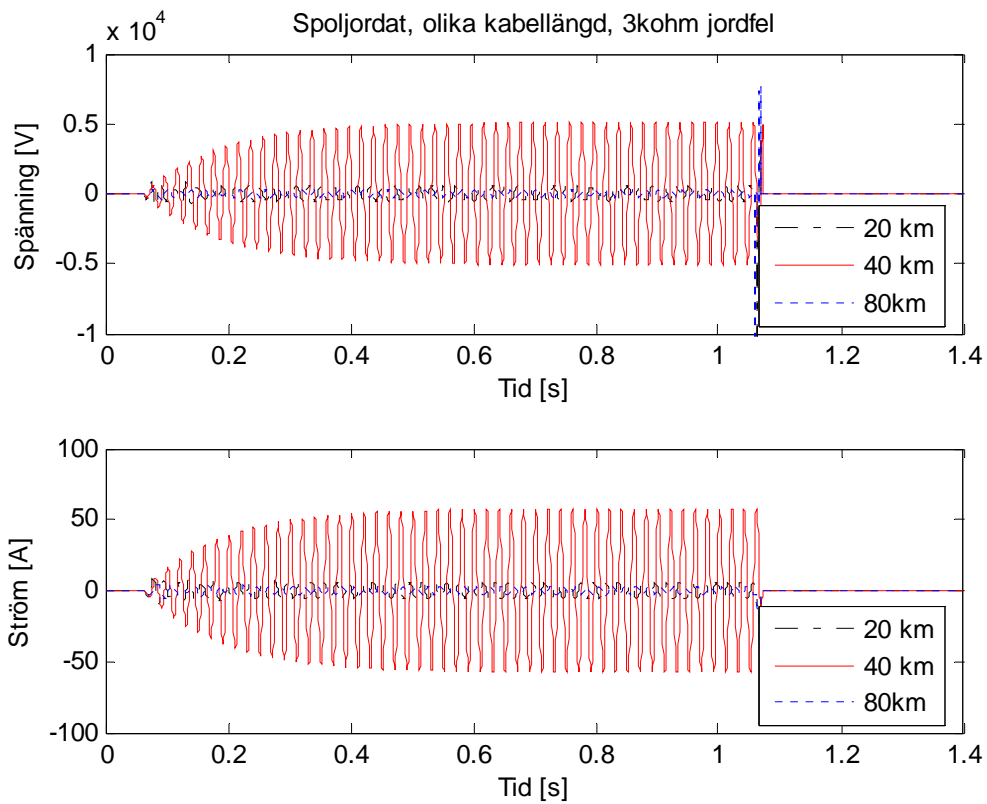 Spoljordat, olika kabellängd, 3kohm jordfel
x 10^4
1
0.5
0
-0.5
-1
Spänning [V]
0 0.2 0.4 0.6 0.8 1 1.2 1.4
Tid [s]
20 km
40 km
80km
100
50
0
-50
-100
Ström [A]
0 0.2 0.4 0.6 0.8 1 1.2 1.4
Tid [s]
20 km
40 km
80km